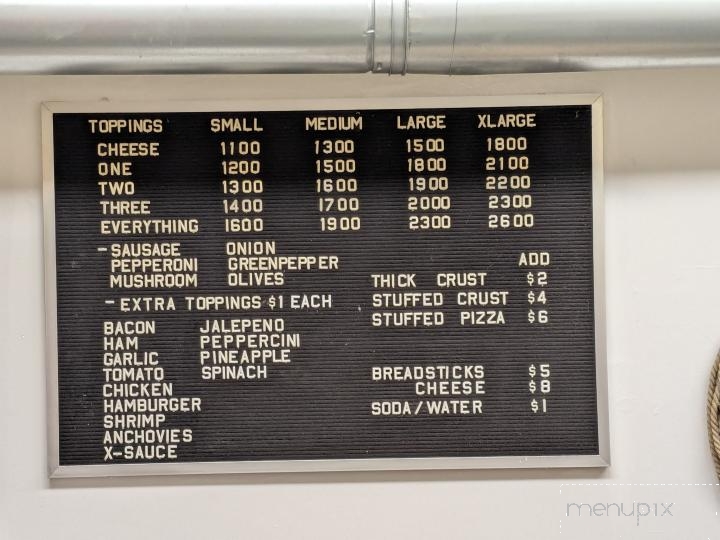 TOPPINGS SMALL MEDIUM LARGE XLARGE
CHEESE 1100 1300 1500 1800
ONE 1200 1500 1800 2100
TWO 1300 1600 1900 2200
THREE 1400 1700 2000 2300
EVERYTHING 1600 1900 2300 2600
-SAUSAGE ONION
PEPPERONI GREENPEPPER
MUSHROOM OLIVES
-EXTRA TOPPINGS $1 EACH
BACON JALEPENO
HAM PEPPERCINI
GARLIC PINEAPPLE
TOMATO SPINACH
CHICKEN
HAMBURGER
SHRIMP
ANCHOVIES
X-SAUCE
ADD
THICK CRUST $2
STUFFED CRUST $4
STUFFED PIZZA $6
BREADSTICKS $5
CHEESE $8
SODA/WATER $1
menupix